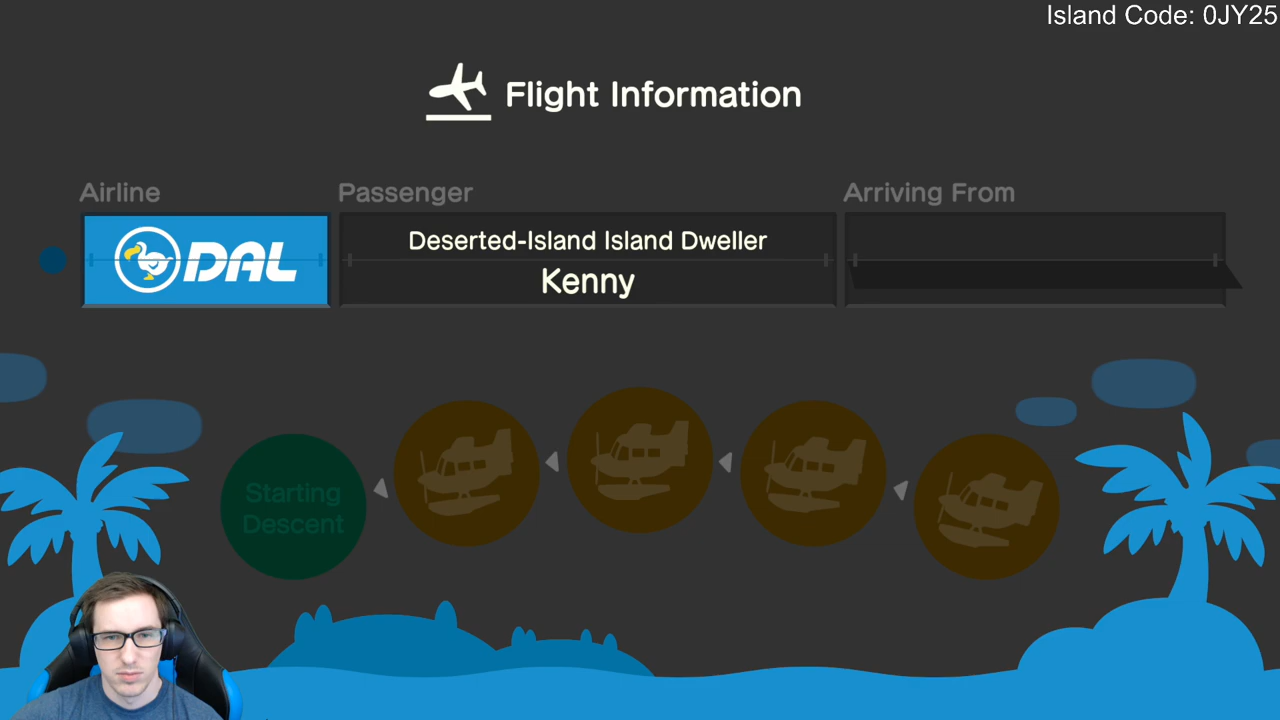 Island Code: 0JY25
Flight Information
Airline
Passenger
Arriving From
DAL
Deserted-Island Island Dweller
Kenny
Starting
Descent